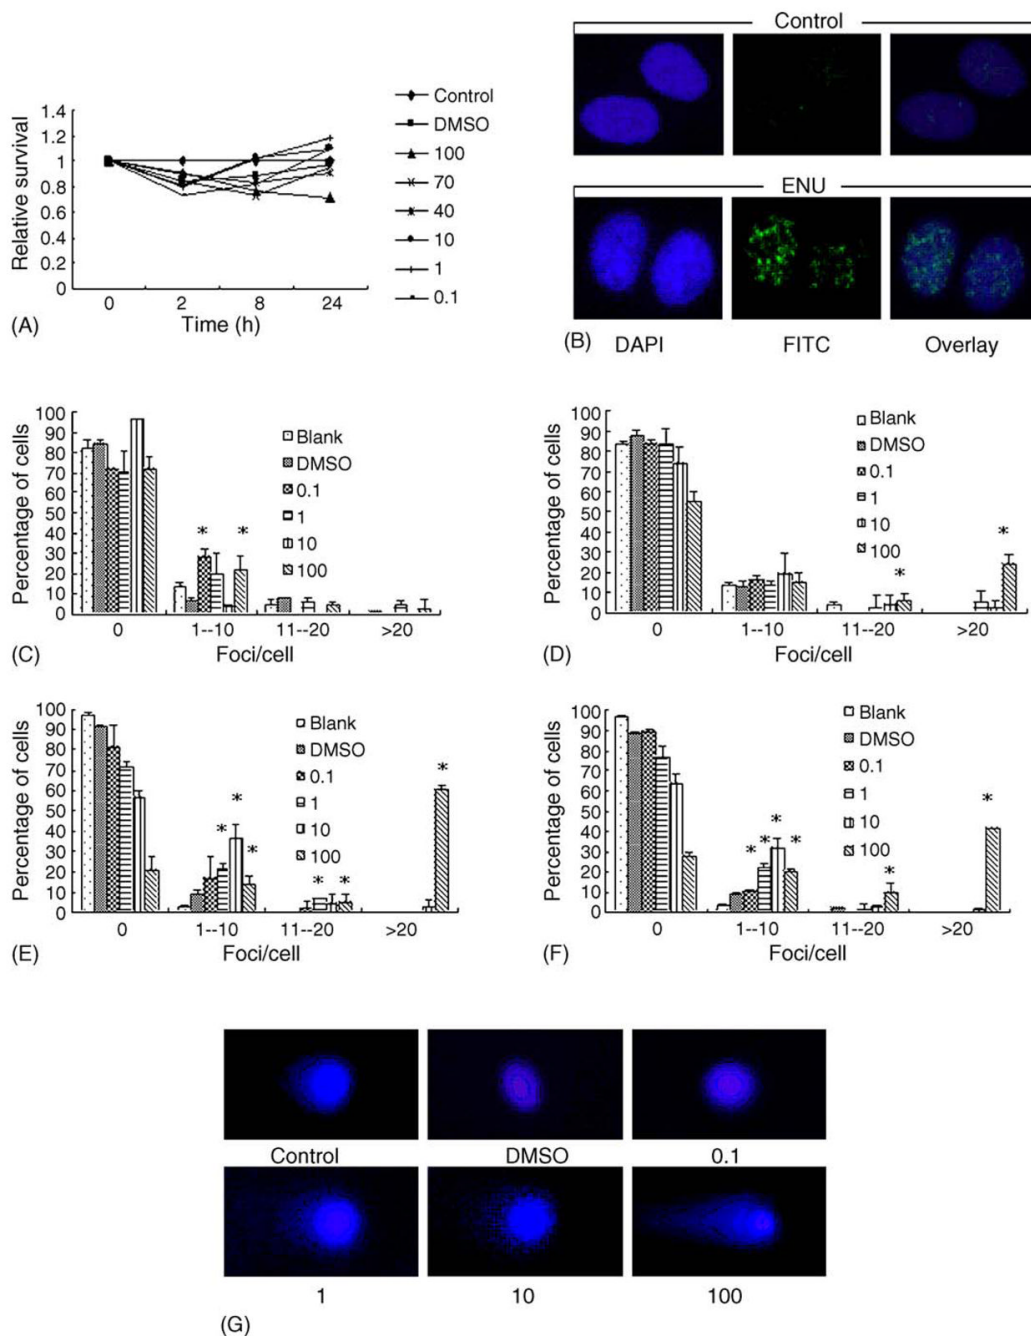 Control
Relative survival
1.4
1.2
1
0.8
0.6
0.4
0.2
0
0 2 8 24
Time (h)
Control
DMSO
100
70
40
10
1
0.1
(A)
ENU
DAPI FITC Overlay
(B)
Percentage of cells
100
90
80
70
60
50
40
30
20
10
0
* *
Blank
DMSO
0.1
1
10
100
0 1--10 11--20 >20
Foci/cell
(C)
Percentage of cells
100
90
80
70
60
50
40
30
20
10
0
* *
Blank
DMSO
0.1
1
10
100
0 1--10 11--20 >20
Foci/cell
(D)
Percentage of cells
100
90
80
70
60
50
40
30
20
10
0
* * * * * *
Blank
DMSO
0.1
1
10
100
0 1--10 11--20 >20
Foci/cell
(E)
Percentage of cells
100
90
80
70
60
50
40
30
20
10
0
* * * * * *
Blank
DMSO
0.1
1
10
100
0 1--10 11--20 >20
Foci/cell
(F)
Control DMSO 0.1
1 10 100
(G)